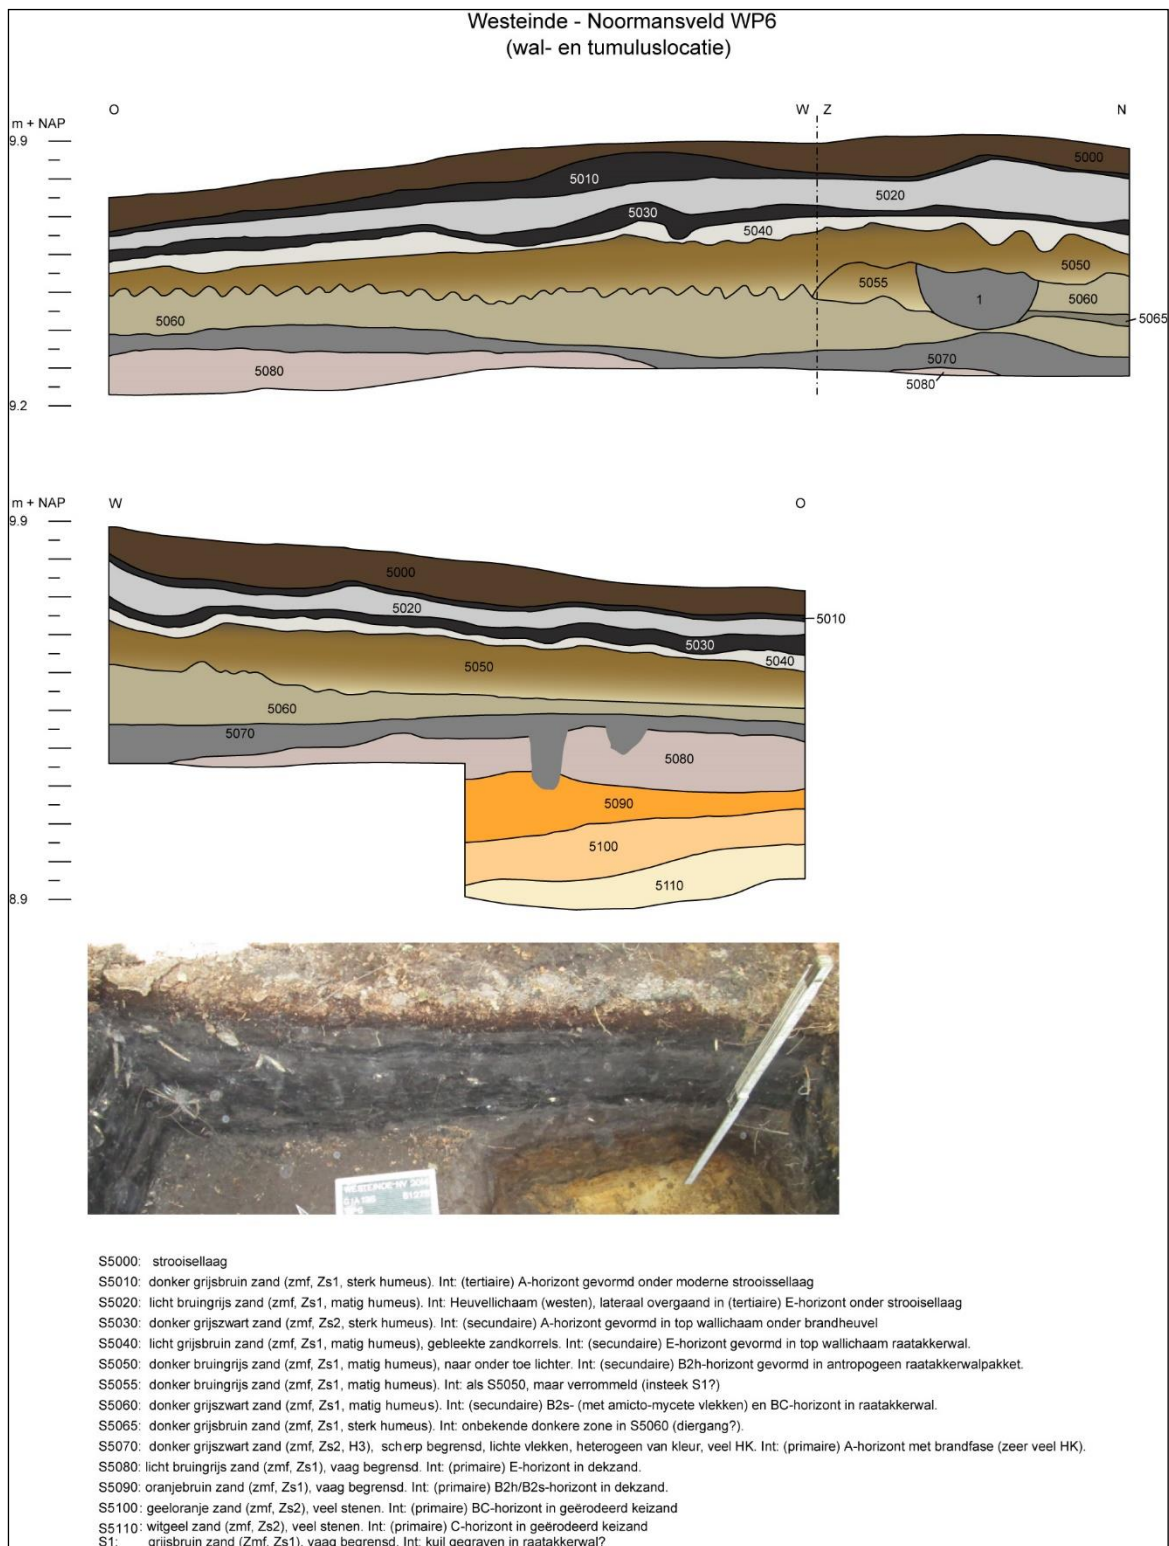 Westeinde - Noormansveld WP6
(wal- en tumuluslocatie)
O W Z N
m + NAP
9.9
5000
5010
5020
5030
5040
5050
5055
1
5060
5060
5065
5070
5080
5080
9.2
m + NAP W O
9.9
5000
5020
5010
5030
5040
5050
5060
5070
5080
5090
5100
5110
8.9
S5000: strooisellaag
S5010: donker grijsbruin zand (zmf, Zs1, sterk humeus). Int: (tertiaire) A-horizont gevormd onder moderne strooissellaag
S5020: licht bruingrijs zand (zmf, Zs1, matig humeus). Int: Heuvellichaam (westen), lateraal overgaand in (tertiaire) E-horizont onder strooisellaag
S5030: donker grijszwart zand (zmf, Zs2, sterk humeus). Int: (secundaire) A-horizont gevormd in top wallichaam onder brandheuvel
S5040: licht grijsbruin zand (zmf, Zs1, matig humeus), gebleekte zandkorrels. Int: (secundaire) E-horizont gevormd in top wallichaam raatakkerwal.
S5050: donker bruingrijs zand (zmf, Zs1, matig humeus), naar onder toe lichter. Int: (secundaire) B2h-horizont gevormd in antropogeen raatakkerwalpakket.
S5055: donker bruingrijs zand (zmf, Zs1, matig humeus). Int: als S5050, maar verrommeld (insteek S1?)
S5060: donker grijszwart zand (zmf, Zs1, matig humeus). Int: (secundaire) B2s- (met amicto-mycete vlekken) en BC-horizont in raatakkerwal.
S5065: donker grijsbruin zand (zmf, Zs1, sterk humeus). Int: onbekende donkere zone in S5060 (diergang?).
S5070: donker grijszwart zand (zmf, Zs2, H3), scherp begrensd, lichte vlekken, heterogeen van kleur, veel HK. Int: (primaire) A-horizont met brandfase (zeer veel HK).
S5080: licht bruingrijs zand (zmf, Zs1), vaag begrensd. Int: (primaire) E-horizont in dekzand.
S5090: oranjebruin zand (zmf, Zs1), vaag begrensd. Int: (primaire) B2h/B2s-horizont in dekzand.
S5100: geeloranje zand (zmf, Zs2), veel stenen. Int: (primaire) BC-horizont in geërodeerd keizand
S5110: witgeel zand (zmf, Zs2), veel stenen. Int: (primaire) C-horizont in geërodeerd keizand
S1: grijsbruin zand (Zmf, Zs1), vaag begrensd. Int: kuil gegraven in raatakkerwal?